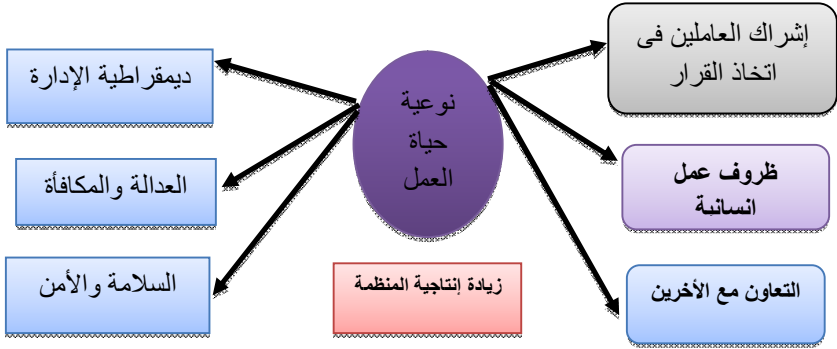 إشراك العاملين فى
اتخاذ القرار
ظروف عمل
انسانية
التعاون مع الأخرين
نوعية
حياة
العمل
زيادة إنتاجية المنظمة
ديمقراطية الإدارة
العدالة والمكافأة
السلامة والأمن